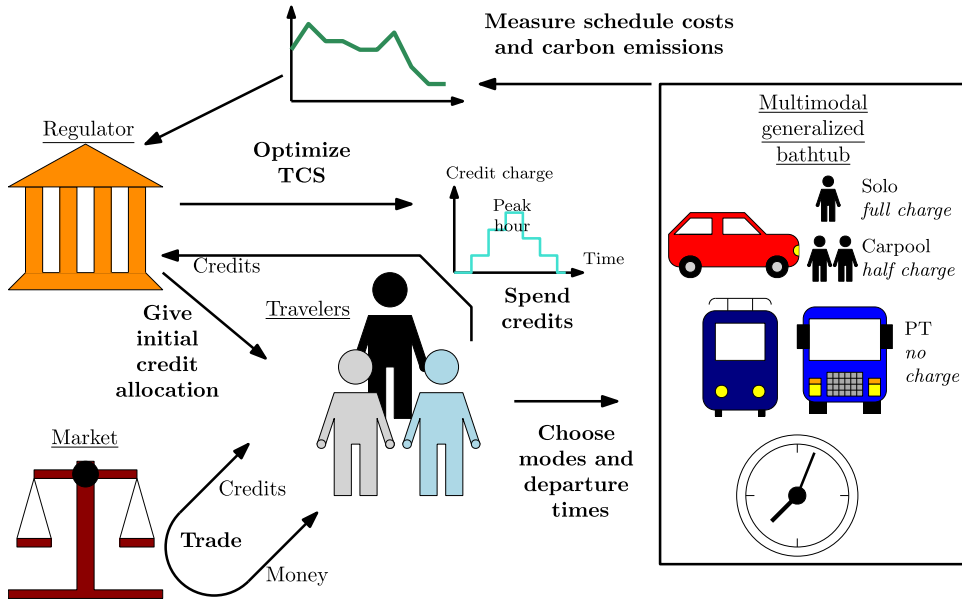 Measure schedule costs
and carbon emissions
Regulator
Optimize
TCS
Credit charge
Peak
hour
Time
Credits
Spend
credits
Give
initial
credit
allocation
Travelers
Market
Credits
Trade
Money
Choose
modes and
departure
times
Multimodal
generalized
bathtub
Solo
full charge
Carpool
half charge
PT
no
charge